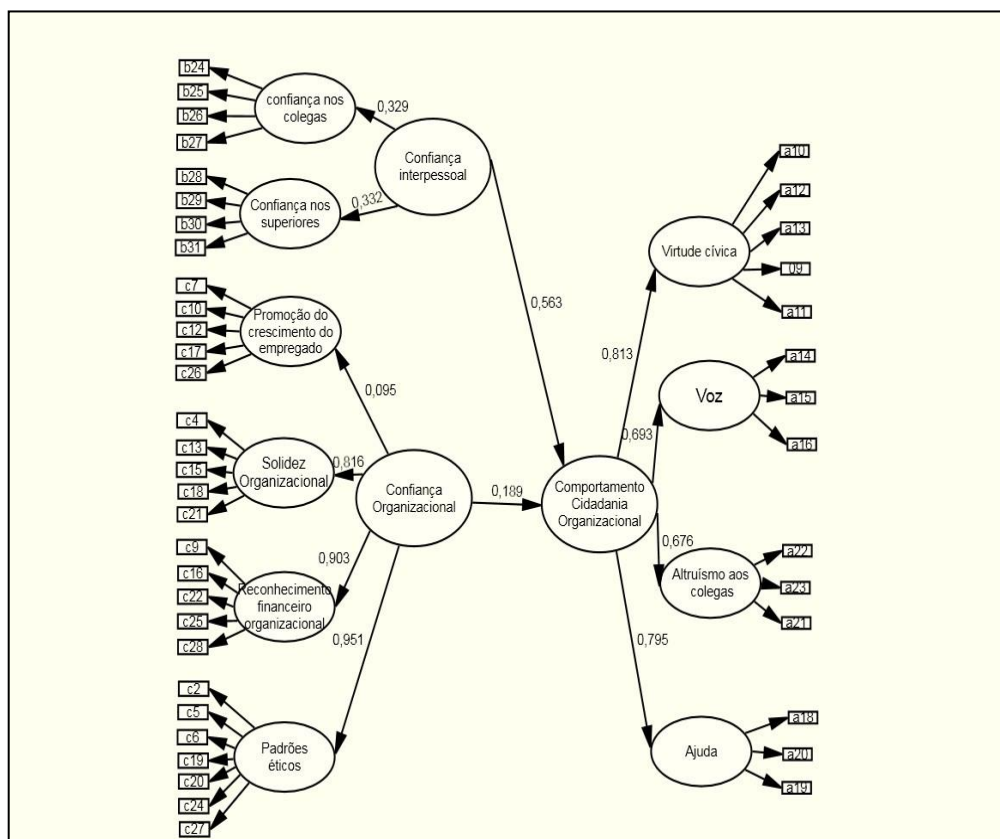 b24
b25
b26
b27
confiança nos
colegas
0,329
Confiança
interpessoal
b28
b29
b30
b31
Confiança nos
superiores
0,332
c7
c10
c12
c17
c26
Promoção do
crescimento do
empregado
0,095
c4
c13
c15
c18
c21
Solidez
Organizacional
0,816
Confiança
Organizacional
c9
c16
c22
c25
c28
Reconhecimento
financeiro
organizacional
0,903
c2
c5
c6
c19
c20
c24
c27
Padrões
éticos
0,951
0,563
0,189
Comportamento
Cidadania
Organizacional
0,813
Virtude cívica
a10
a12
a13
09
a11
0,693
Voz
a14
a15
a16
0,676
Altruísmo aos
colegas
a22
a23
a21
0,795
Ajuda
a18
a20
a19